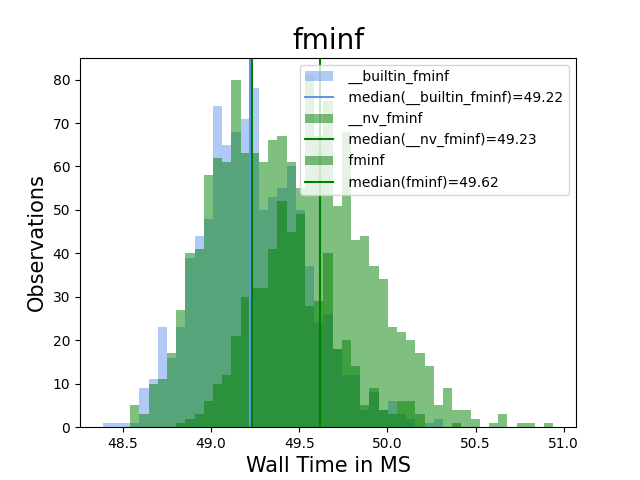 fminf
__builtin_fminf
median(__builtin_fminf)=49.22
__nv_fminf
median(__nv_fminf)=49.23
fminf
median(fminf)=49.62
Observations
80
70
60
50
40
30
20
10
0
48.5 49.0 49.5 50.0 50.5 51.0
Wall Time in MS